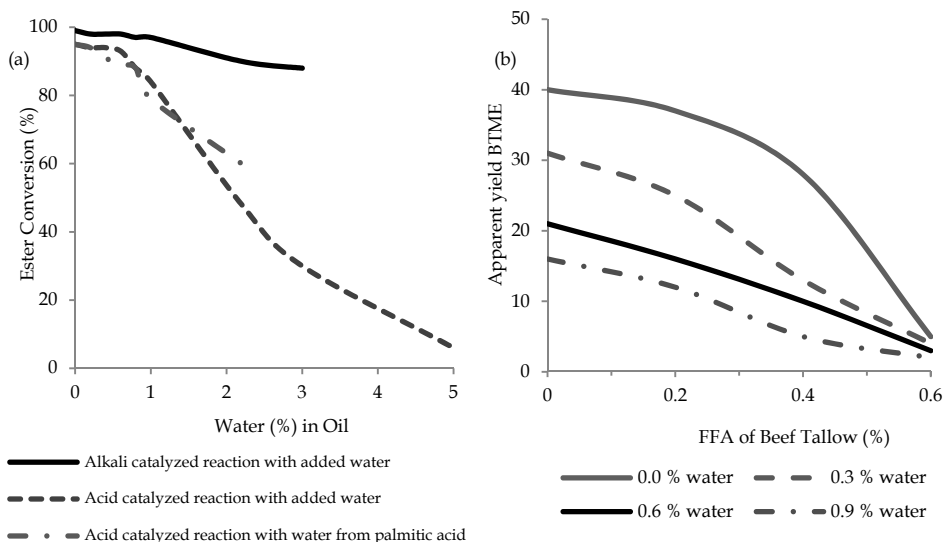 (a)
Ester Conversion (%)
100
80
60
40
20
0
0 1 2 3 4 5
Water (%) in Oil
Alkali catalyzed reaction with added water
Acid catalyzed reaction with added water
Acid catalyzed reaction with water from palmitic acid
(b)
Apparent yield BTME
50
40
30
20
10
0
0 0.2 0.4 0.6
FFA of Beef Tallow (%)
0.0 % water 0.3 % water
0.6 % water 0.9 % water